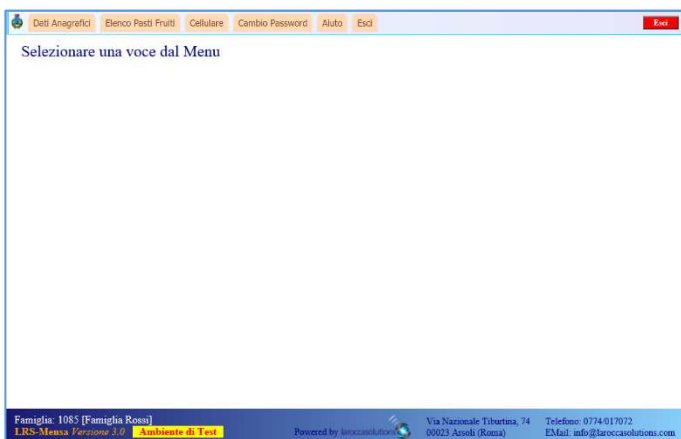 Dati Anagrafici Elenco Pasti Fruiti Cellulare Cambio Password Aiuto Esci Esci
Selezionare una voce dal Menu
Famiglia: 1085 [Famiglia Rossi]
LRS-Mensa Versione 3.0 Ambiente di Test
Powered by laroccasolutions
Via Nazionale Tiburtina, 74
00023 Arsoli (Roma)
Telefono: 0774/017072
EMail: info@laroccasolutions.com